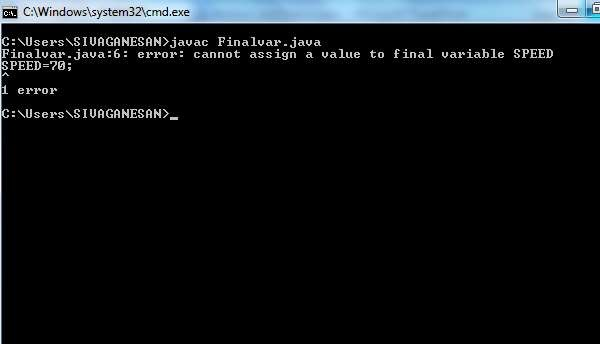 C:\Windows\system32\cmd.exe
C:\Users\SIVAGANESAN>javac Finalvar.java
Finalvar.java:6: error: cannot assign a value to final variable SPEED
SPEED=70;
^
1 error
C:\Users\SIVAGANESAN>_